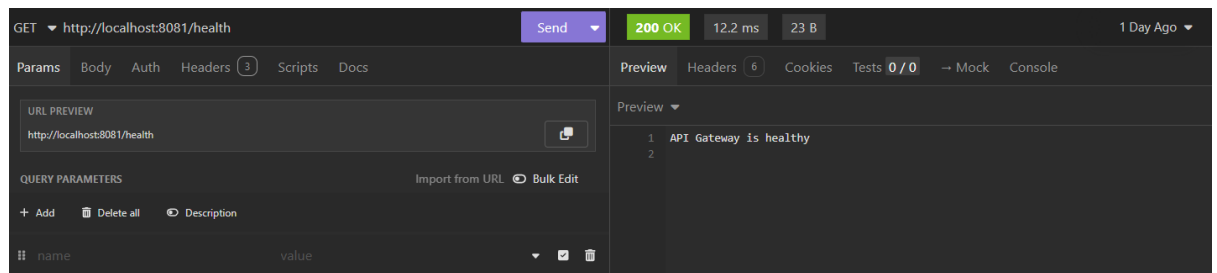 GET http://localhost:8081/health Send 200 OK 12.2 ms 23 B 1 Day Ago
Params Body Auth Headers 3 Scripts Docs
Preview Headers 6 Cookies Tests 0 / 0 → Mock Console
URL PREVIEW
http://localhost:8081/health
Preview
1 API Gateway is healthy
2
QUERY PARAMETERS Import from URL Bulk Edit
+ Add Delete all Description
name value